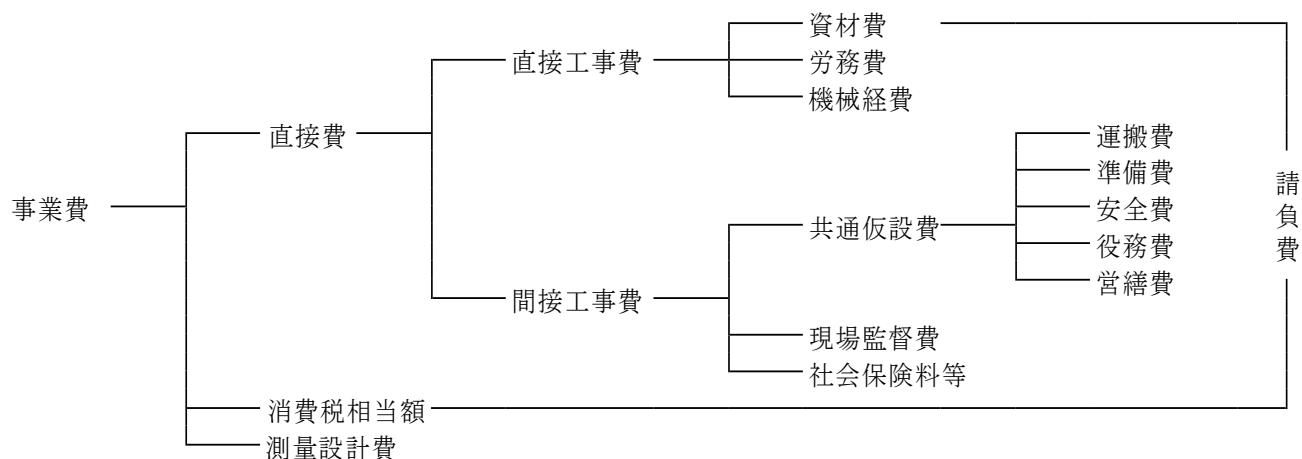 資材費
直接工事費
労務費
機械経費
直接費
運搬費
準備費
事業費
安全費
共通仮設費
役務費
間接工事費
営繕費
現場監督費
社会保険料等
消費税相当額
測量設計費
請負費